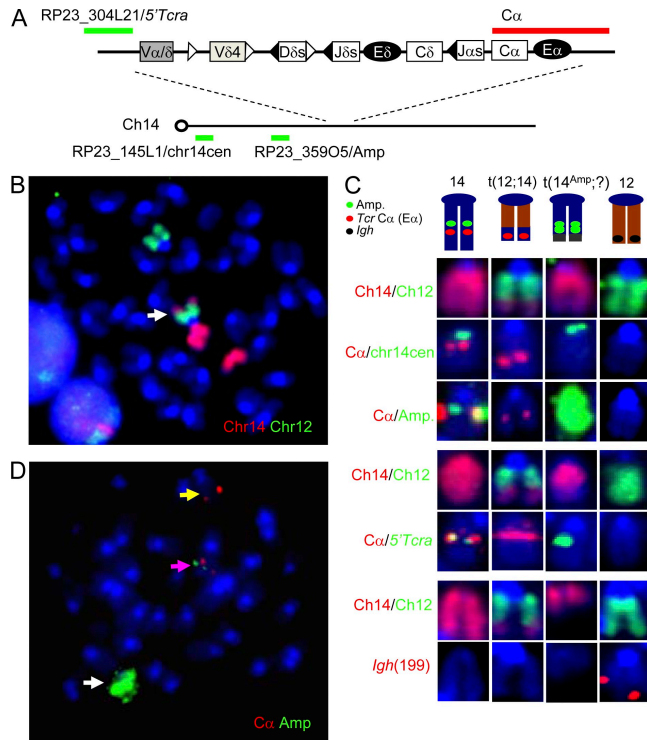 A
RP23_304L21/5'Tcra
Cα
Vα/δ Vδ4 Dδs Jδs Eδ Cδ Jαs Cα Eα
Ch14
RP23_145L1/chr14cen RP23_359O5/Amp
B
Chr14 Chr12
C
14 t(12;14) t(14Amp;?) 12
Amp.
Tcr Cα (Eα)
Igh
Ch14/Ch12
Cα/chr14cen
Cα/Amp.
Ch14/Ch12
Cα/5'Tcra
Ch14/Ch12
Igh(199)
D
Cα Amp